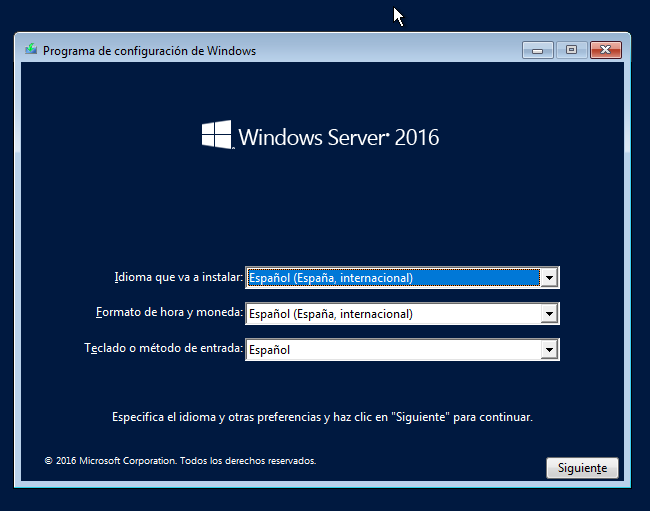 Programa de configuración de Windows
Windows Server® 2016
Idioma que va a instalar: Español (España, internacional)
Formato de hora y moneda: Español (España, internacional)
Teclado o método de entrada: Español
Especifica el idioma y otras preferencias y haz clic en "Siguiente" para continuar.
© 2016 Microsoft Corporation. Todos los derechos reservados.
Siguiente